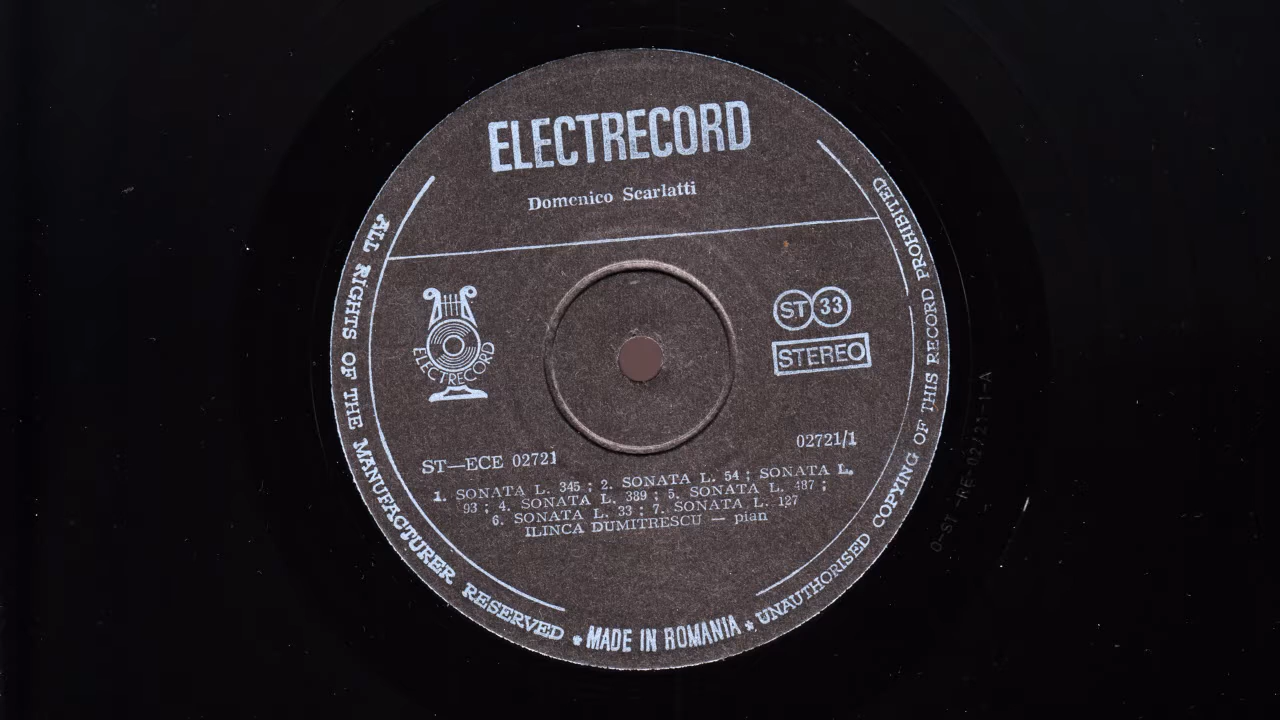 ELECTRECORD
Domenico Scarlatti
ST 33
STEREO
ELECTRECORD
02721/1
ST—ECE 02721
1. SONATA L. 345 ; 2. SONATA L. 54 ; SONATA L.
93 ; 4. SONATA L. 389 ; 5. SONATA L. 487 ;
6. SONATA L. 33 ; 7. SONATA L. 127
ILINCA DUMITRESCU — pian
ALL RIGHTS OF THE MANUFACTURER RESERVED * MADE IN ROMANIA * UNAUTHORISED COPYING OF THIS RECORD PROHIBITED